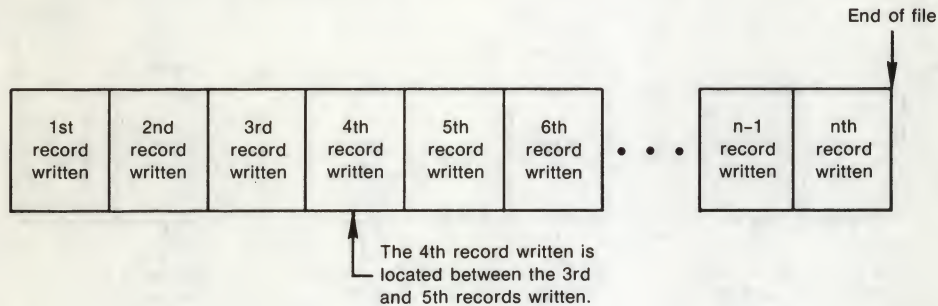 End of file
1st
record
written
2nd
record
written
3rd
record
written
4th
record
written
5th
record
written
6th
record
written
• • •
n-1
record
written
nth
record
written
The 4th record written is
located between the 3rd
and 5th records written.